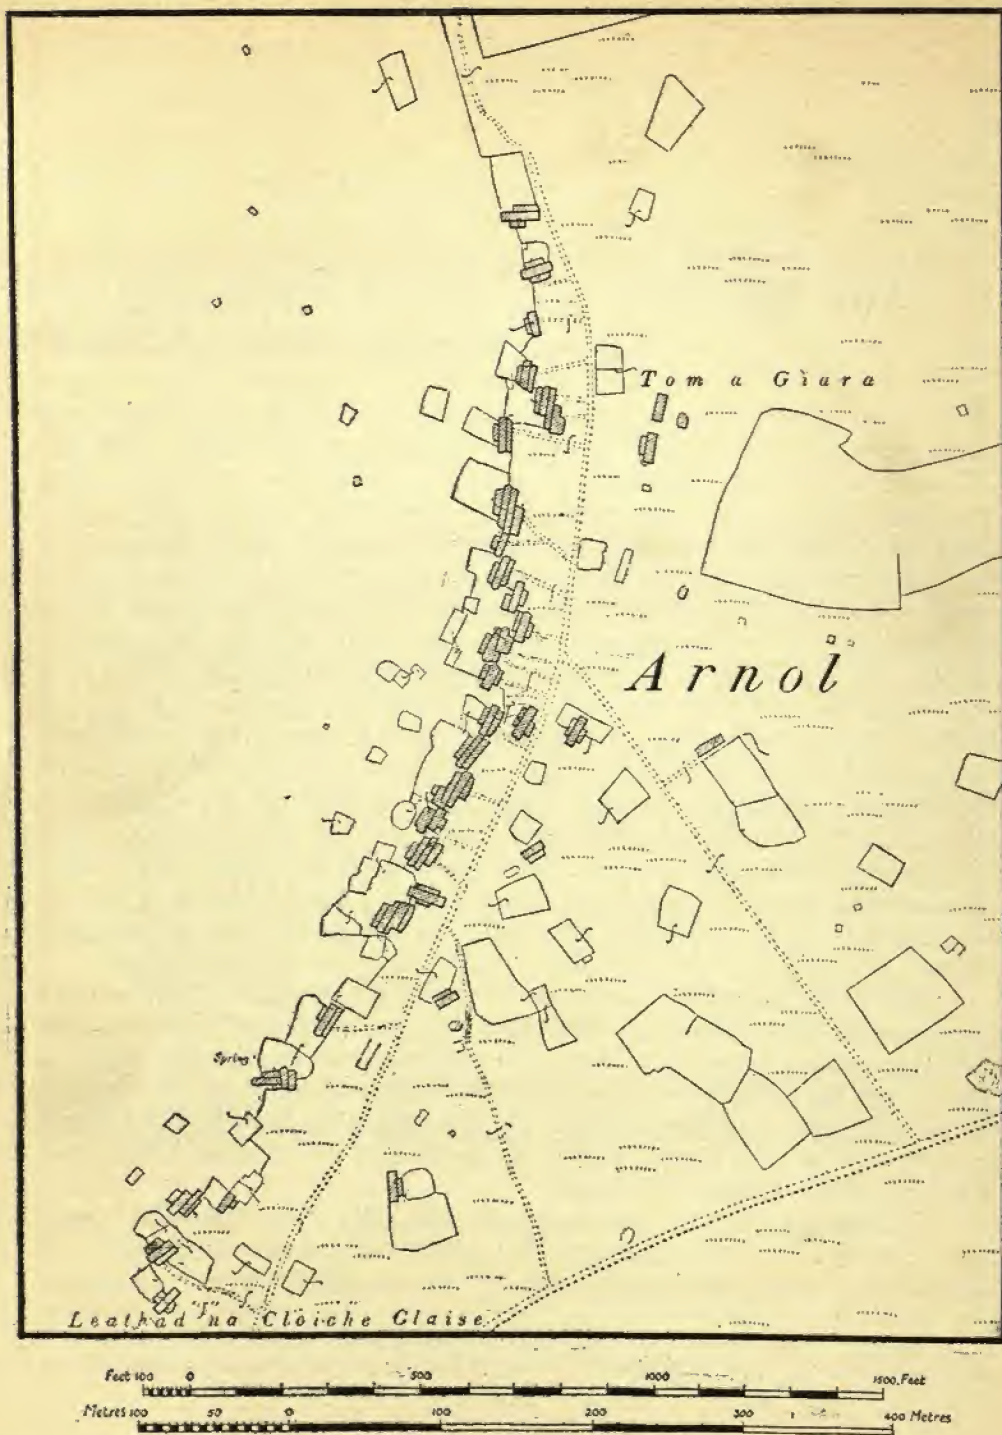 Tom a Giara
Arnol
Spring
Leathad na Cloiche Glaise
Feet 100 0 500 1000 1500 Feet
Metres 100 50 0 100 200 300 400 Metres